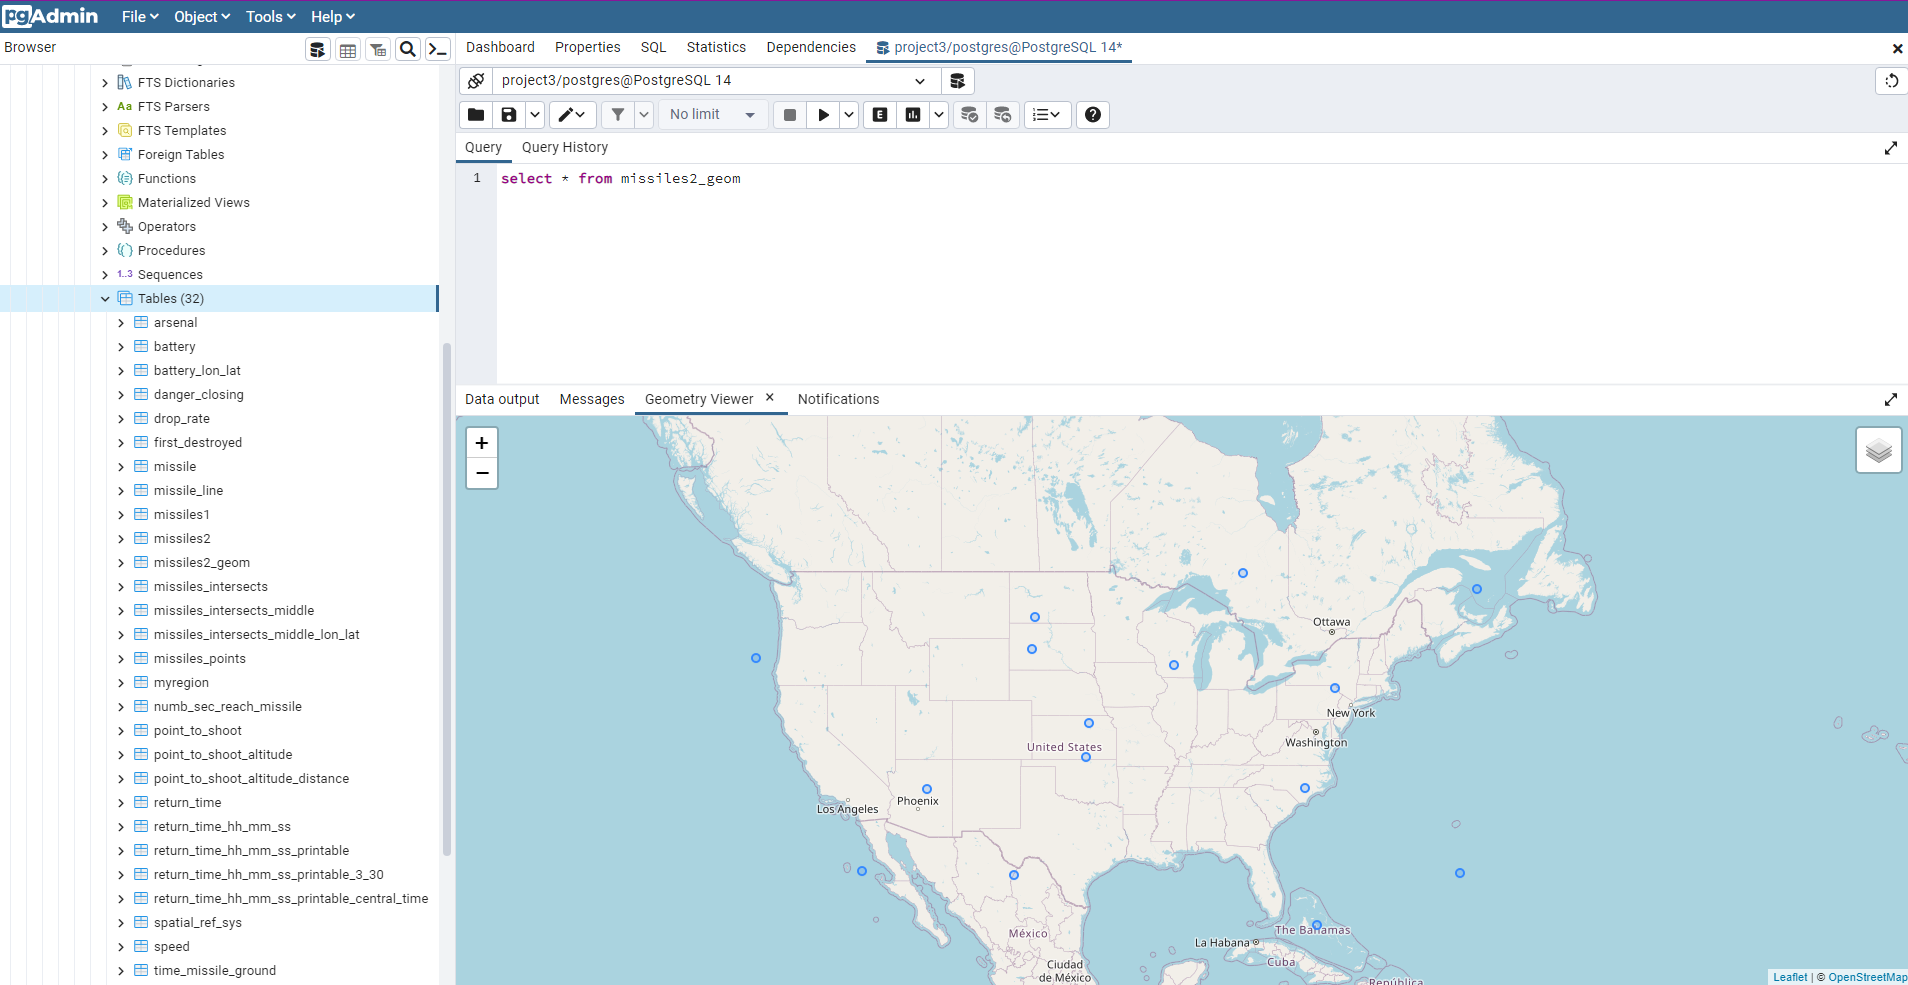 pgAdmin File Object Tools Help
Browser
FTS Dictionaries
Aa FTS Parsers
FTS Templates
Foreign Tables
Functions
Materialized Views
Operators
Procedures
1..3 Sequences
Tables (32)
arsenal
battery
battery_lon_lat
danger_closing
drop_rate
first_destroyed
missile
missile_line
missiles1
missiles2
missiles2_geom
missiles_intersects
missiles_intersects_middle
missiles_intersects_middle_lon_lat
missiles_points
myregion
numb_sec_reach_missile
point_to_shoot
point_to_shoot_altitude
point_to_shoot_altitude_distance
return_time
return_time_hh_mm_ss
return_time_hh_mm_ss_printable
return_time_hh_mm_ss_printable_3_30
return_time_hh_mm_ss_printable_central_time
spatial_ref_sys
speed
time_missile_ground
Dashboard Properties SQL Statistics Dependencies project3/postgres@PostgreSQL 14*
project3/postgres@PostgreSQL 14
No limit E
Query Query History
1 select * from missiles2_geom
Data output Messages Geometry Viewer Notifications
+
−
Ottawa
New York
Washington
United States
Phoenix
Los Angeles
México
The Bahamas
La Habana
Cuba
Ciudad
de México
República
Leaflet | © OpenStreetMap